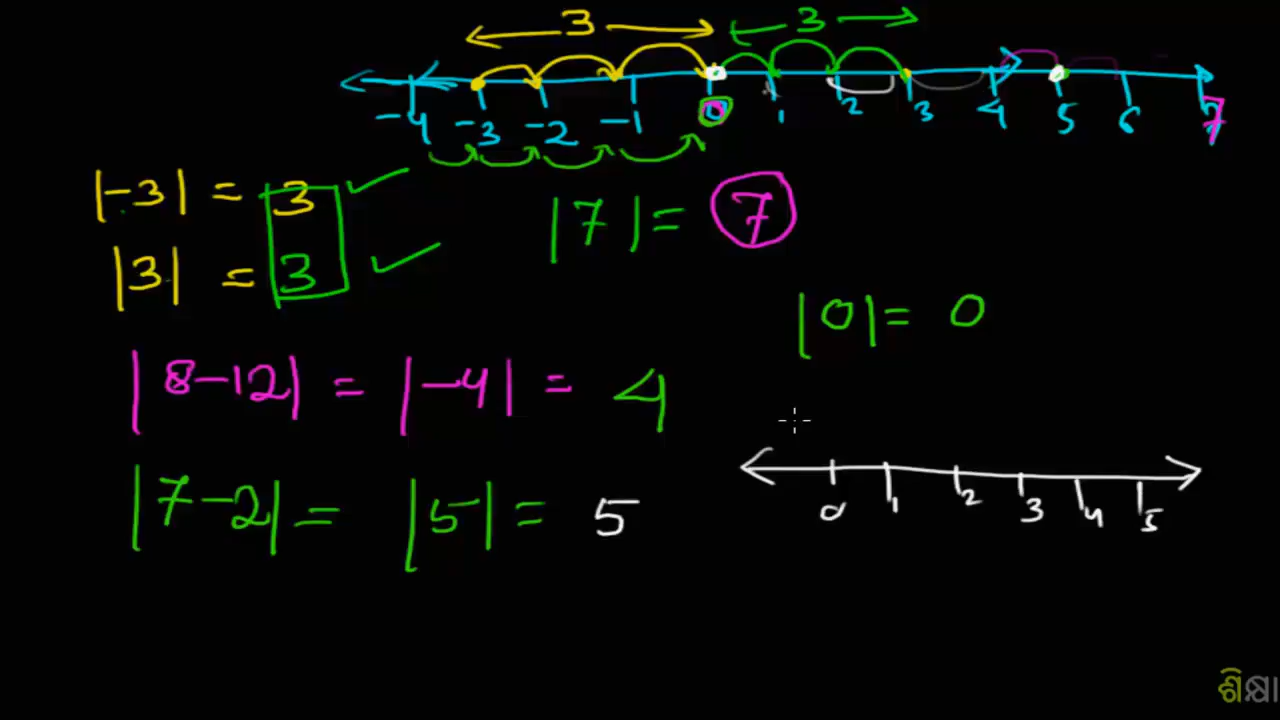 3 3
-4 -3 -2 -1 0 1 2 3 4 5 6 7
|-3| = 3
|7| = 7
|3| = 3
|0| = 0
|8-12| = |-4| = 4
0 1 2 3 4 5
|7-2| = |5| = 5
ଶିକ୍ଷା